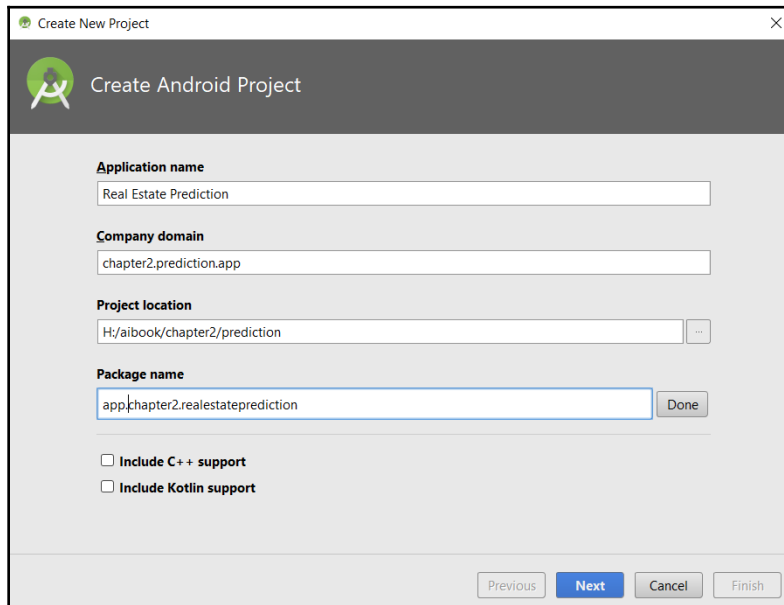 Create New Project
Create Android Project
Application name
Real Estate Prediction
Company domain
chapter2.prediction.app
Project location
H:/aibook/chapter2/prediction
...
Package name
app.chapter2.realestateprediction
Done
Include C++ support
Include Kotlin support
Previous Next Cancel Finish